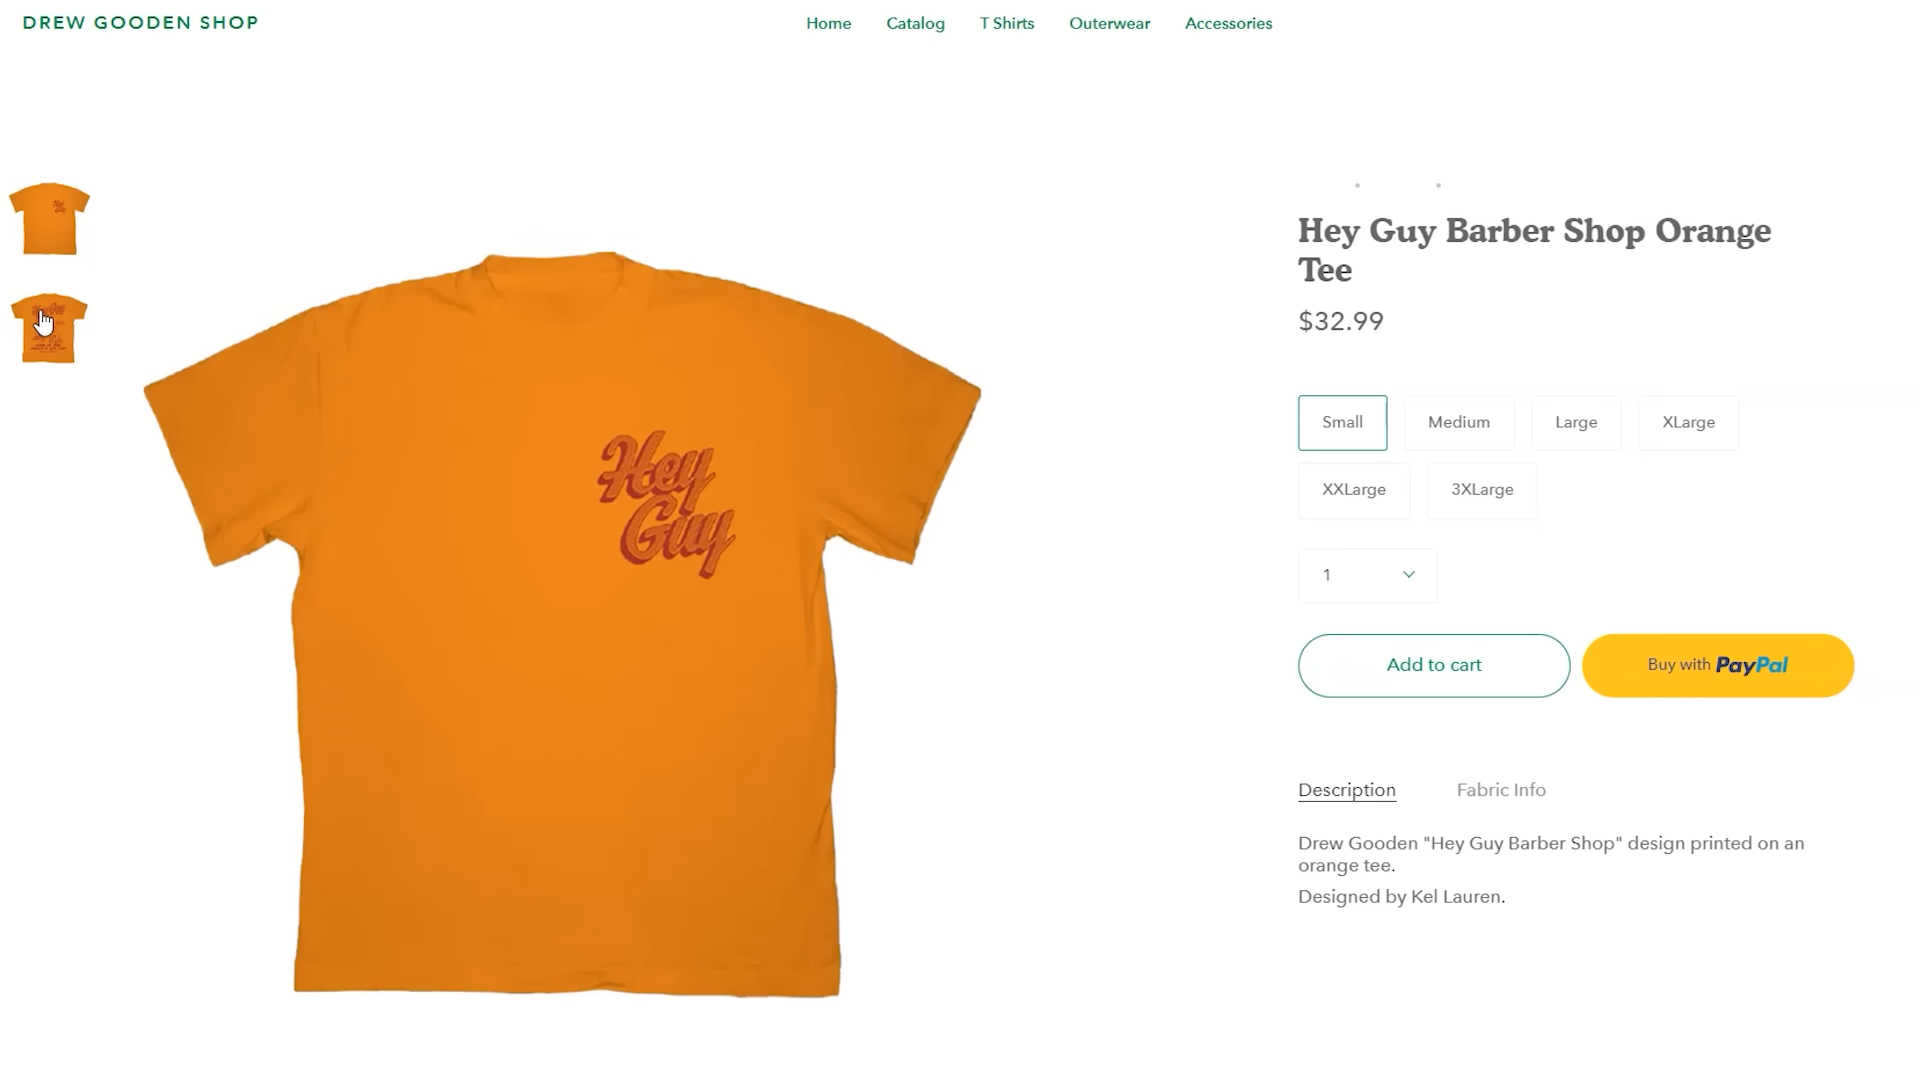 DREW GOODEN SHOP
Home Catalog T Shirts Outerwear Accessories
Hey
Guy
Hey Guy Barber Shop Orange
Tee
$32.99
Small Medium Large XLarge
XXLarge 3XLarge
1
Add to cart Buy with PayPal
Description Fabric Info
Drew Gooden "Hey Guy Barber Shop" design printed on an
orange tee.
Designed by Kel Lauren.